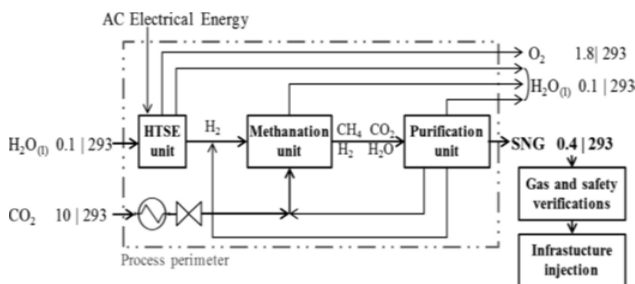 AC Electrical Energy
O₂ 1.8 | 293
H₂O₍ₗ₎ 0.1 | 293
H₂O₍ₗ₎ 0.1 | 293
HTSE unit
H₂
Methanation unit
CH₄ CO₂
H₂ H₂O
Purification unit
SNG 0.4 | 293
CO₂ 10 | 293
Gas and safety
verifications
Process perimeter
Infrastucture
injection